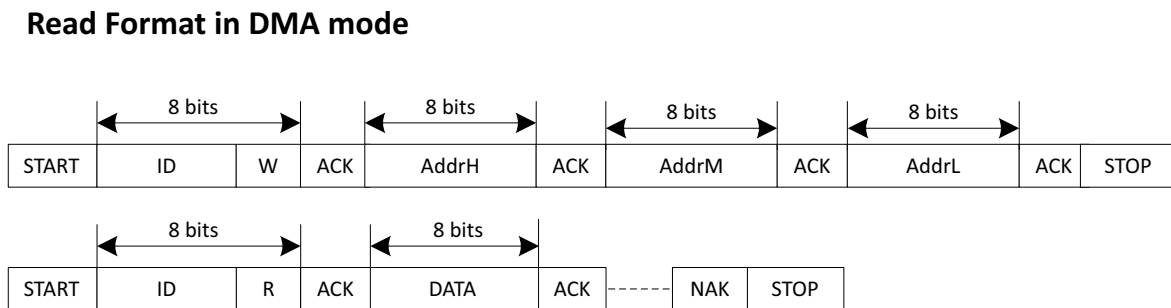 Read Format in DMA mode
8 bits 8 bits 8 bits 8 bits
START ID W ACK AddrH ACK AddrM ACK AddrL ACK STOP
8 bits 8 bits
START ID R ACK DATA ACK NAK STOP